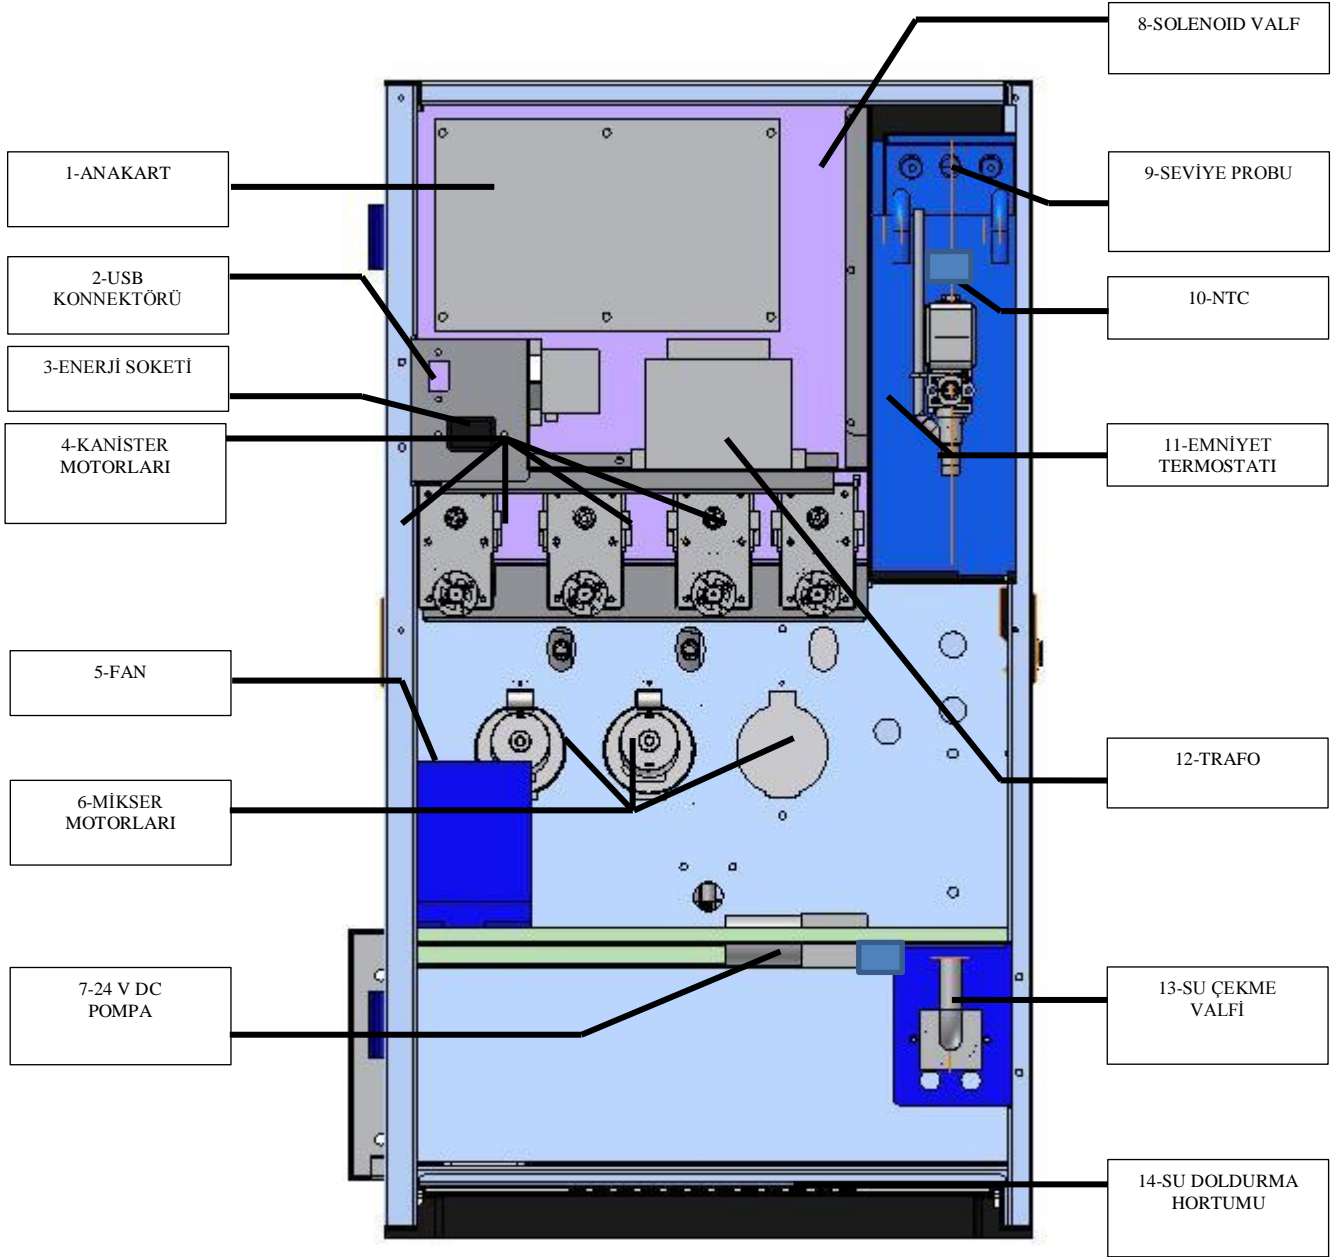 8-SOLENOID VALF
1-ANAKART
9-SEVİYE PROBU
2-USB
KONNEKTÖRÜ
10-NTC
3-ENERJİ SOKETİ
4-KANİSTER
MOTORLARI
11-EMNİYET
TERMOSTATI
5-FAN
12-TRAFO
6-MİKSER
MOTORLARI
7-24 V DC
POMPA
13-SU ÇEKME
VALFİ
14-SU DOLDURMA
HORTUMU